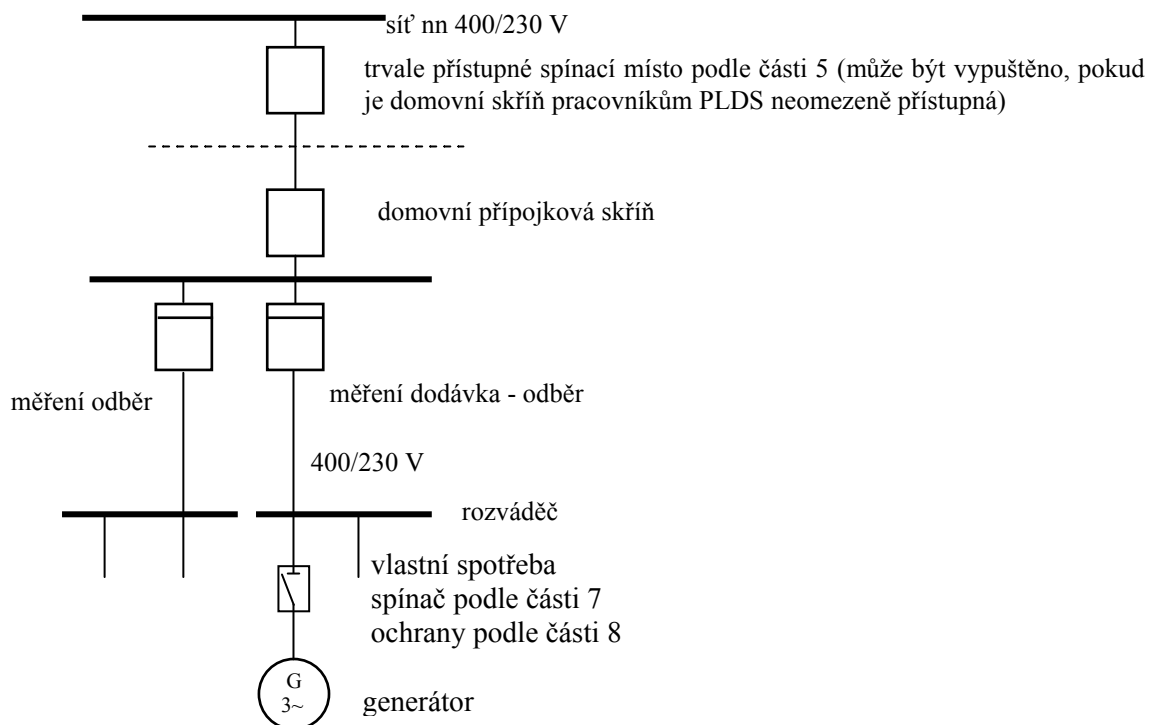 síť nn 400/230 V
trvale přístupné spínací místo podle části 5 (může být vypuštěno, pokud
je domovní skříň pracovníkům PLDS neomezeně přístupná)
domovní přípojková skříň
měření odběr
měření dodávka - odběr
400/230 V
rozváděč
vlastní spotřeba
spínač podle části 7
ochrany podle části 8
G
3~
generátor